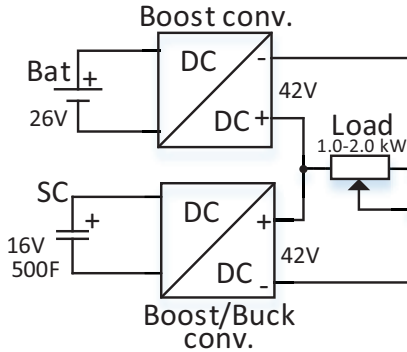 Boost conv.
Bat
+
26V
DC
DC
-
+
42V
Load
1.0-2.0 kW
SC
+
16V
500F
DC
DC
+
-
42V
Boost/Buck
conv.